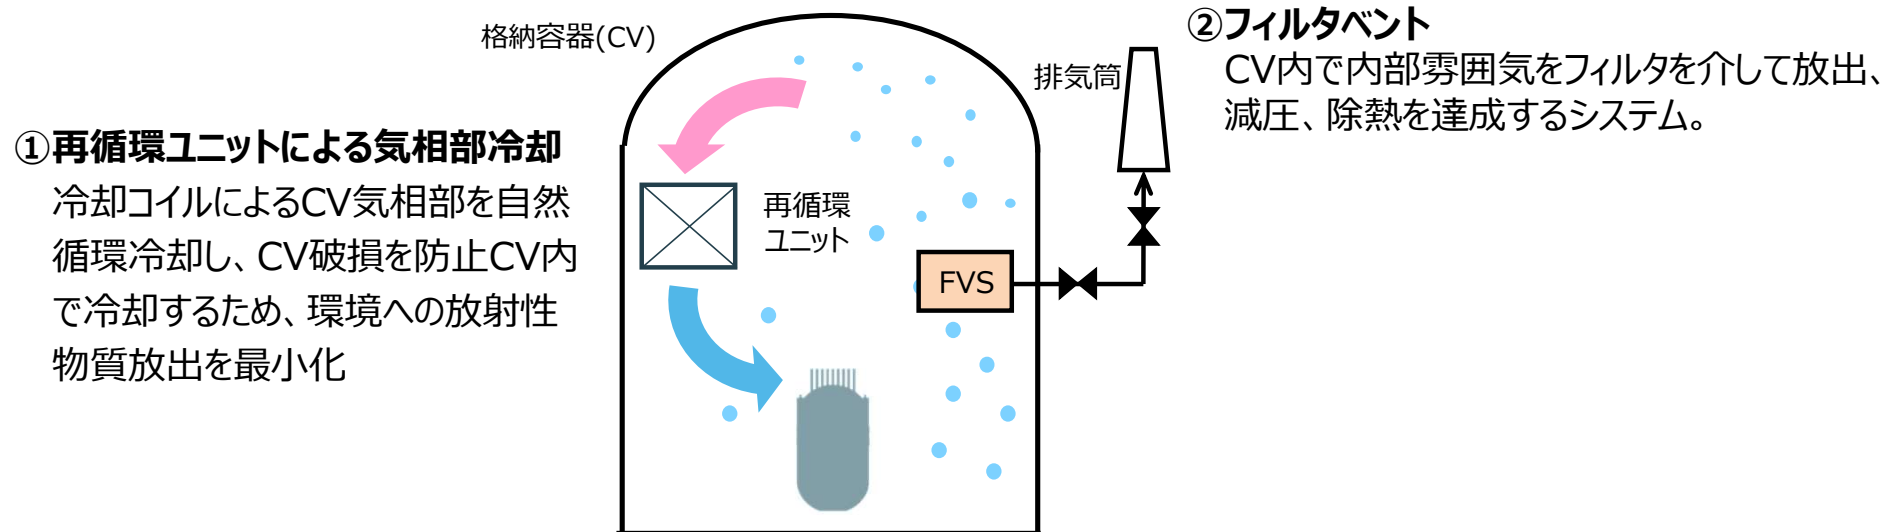 格納容器(CV)
①再循環ユニットによる気相部冷却
冷却コイルによるCV気相部を自然
循環冷却し、CV破損を防止CV内
で冷却するため、環境への放射性
物質放出を最小化
再循環
ユニット
FVS
排気筒
②フィルタベント
CV内で内部雰囲気をフィルタを介して放出、
減圧、除熱を達成するシステム。